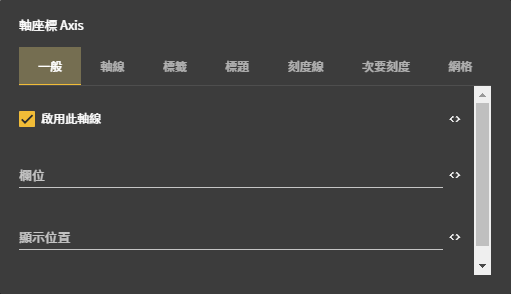 軸座標 Axis
一般 軸線 標籤 標題 刻度線 次要刻度 網格
啟用此軸線
欄位
顯示位置